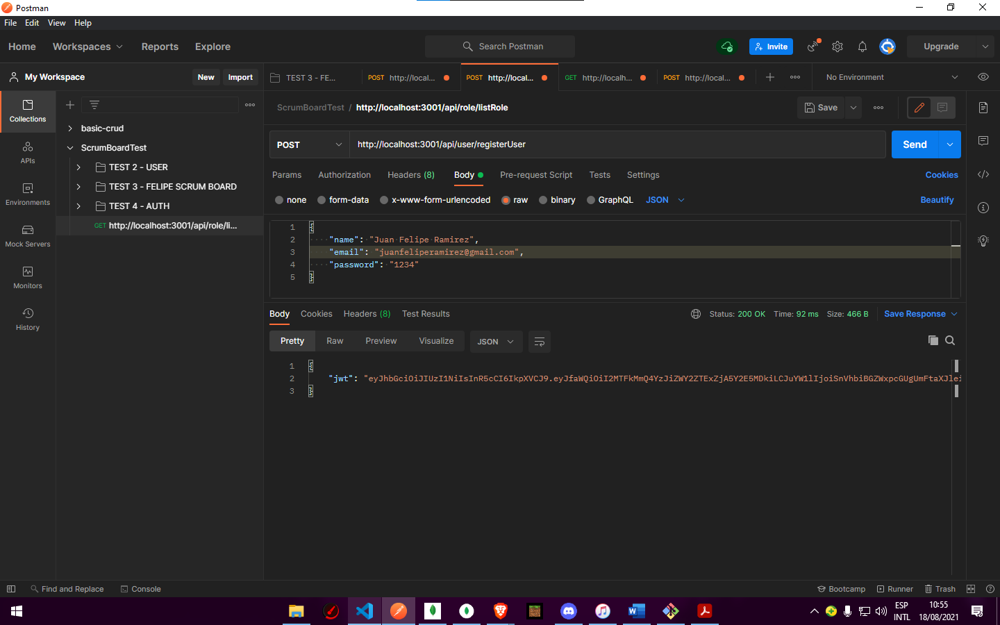 Postman
File Edit View Help
Home Workspaces Reports Explore Search Postman Invite Upgrade
My Workspace New Import
TEST 3 - FE... POST http://local... POST http://local... GET http://localh... POST http://local... No Environment
ScrumBoardTest / http://localhost:3001/api/role/listRole Save
Collections
APIs
Environments
Mock Servers
Monitors
History
basic-crud
ScrumBoardTest
TEST 2 - USER
TEST 3 - FELIPE SCRUM BOARD
TEST 4 - AUTH
GET http://localhost:3001/api/role/li...
POST http://localhost:3001/api/user/registerUser Send
Params Authorization Headers (8) Body Pre-request Script Tests Settings Cookies
none form-data x-www-form-urlencoded raw binary GraphQL JSON Beautify
1 {
2 "name": "Juan Felipe Ramirez",
3 "email": "juanfeliperamirez@gmail.com",
4 "password": "1234"
5 }
Body Cookies Headers (8) Test Results Status: 200 OK Time: 92 ms Size: 466 B Save Response
Pretty Raw Preview Visualize JSON
1 {
2 "jwt": "eyJhbGciOiJIUzI1NiIsInR5cCI6IkpXVCJ9.eyJfaWQiOiI2MTFkMmQ4YzJiZWY2ZTExZjA5Y2E5MDkiLCJuYW1lIjoiSnVhbiBGZWxpcGUgUmFtaXJlei
3 }
Find and Replace Console Bootcamp Runner Trash
ESP
INTL
10:55
18/08/2021